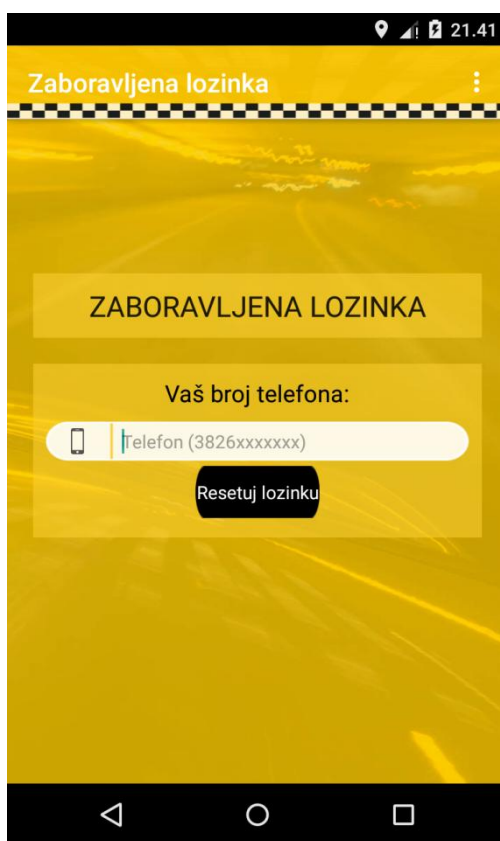 21.41
Zaboravljena lozinka
ZABORAVLJENA LOZINKA
Vaš broj telefona:
Telefon (3826xxxxxxx)
Resetuj lozinku